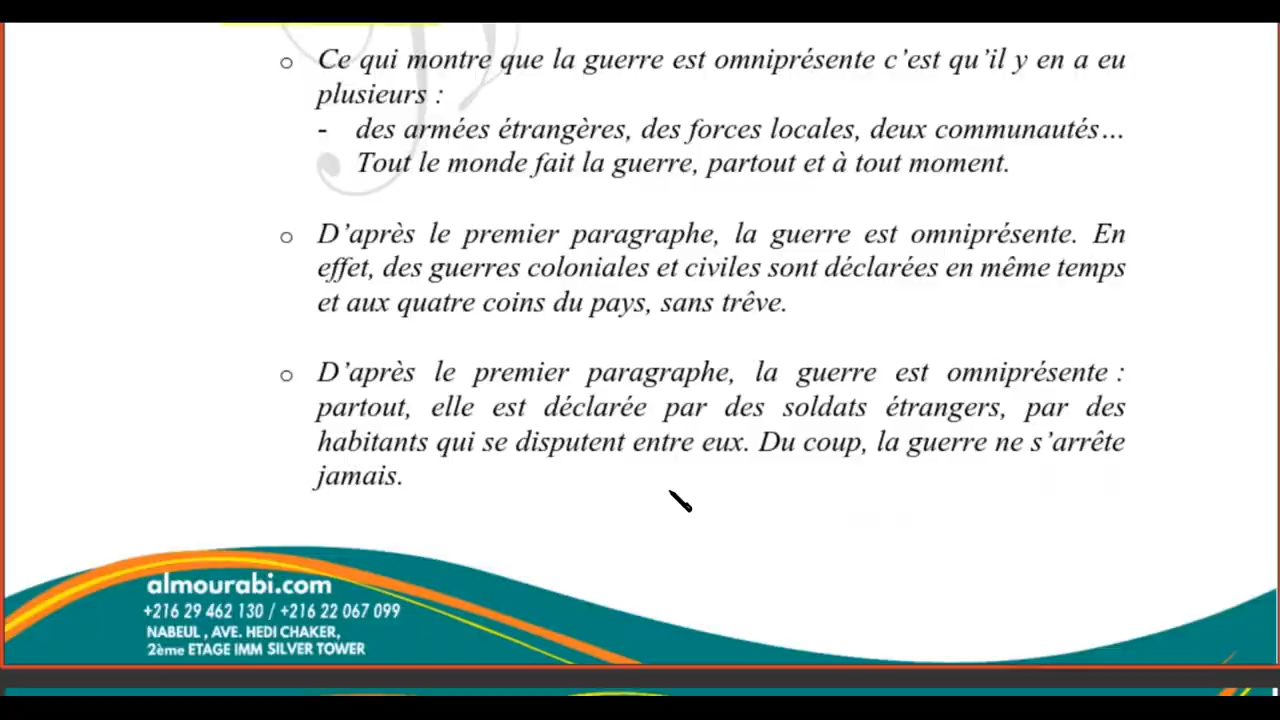 o Ce qui montre que la guerre est omniprésente c’est qu’il y en a eu
plusieurs :
- des armées étrangères, des forces locales, deux communautés…
Tout le monde fait la guerre, partout et à tout moment.
o D’après le premier paragraphe, la guerre est omniprésente. En
effet, des guerres coloniales et civiles sont déclarées en même temps
et aux quatre coins du pays, sans trêve.
o D’après le premier paragraphe, la guerre est omniprésente :
partout, elle est déclarée par des soldats étrangers, par des
habitants qui se disputent entre eux. Du coup, la guerre ne s’arrête
jamais.
almourabi.com
+216 29 462 130 / +216 22 067 099
NABEUL , AVE. HEDI CHAKER,
2ème ETAGE IMM SILVER TOWER